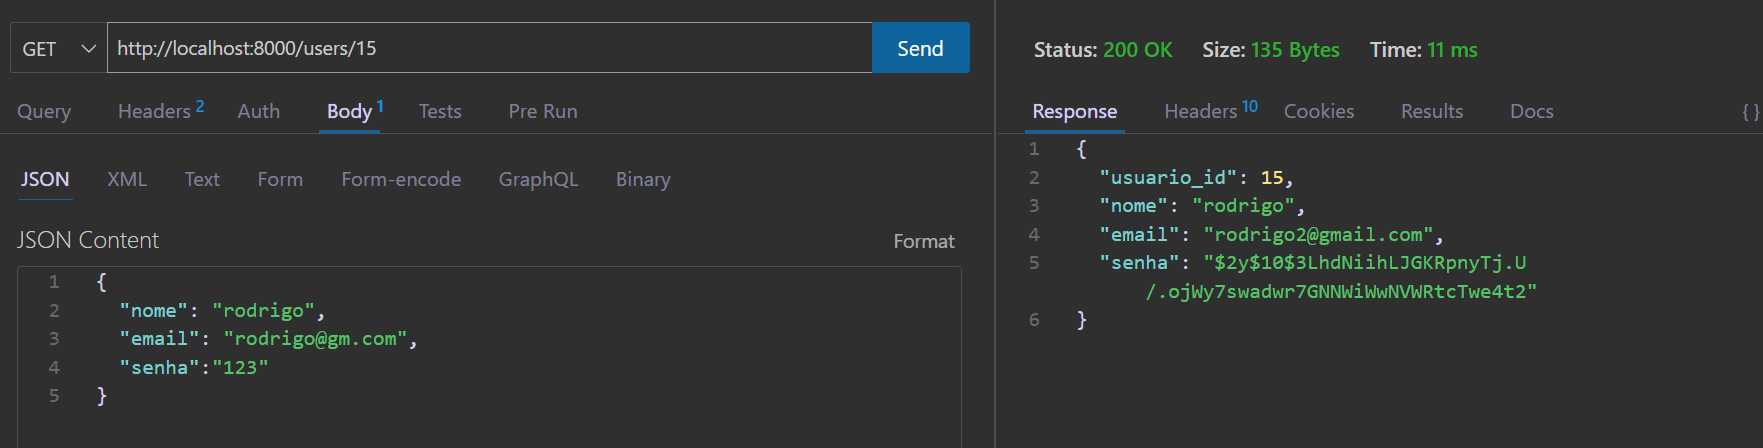 GET http://localhost:8000/users/15 Send
Query Headers 2 Auth Body 1 Tests Pre Run
JSON XML Text Form Form-encode GraphQL Binary
JSON Content Format
1 {
2 "nome": "rodrigo",
3 "email": "rodrigo@gm.com",
4 "senha":"123"
5 }
Status: 200 OK Size: 135 Bytes Time: 11 ms
Response Headers 10 Cookies Results Docs { }
1 {
2 "usuario_id": 15,
3 "nome": "rodrigo",
4 "email": "rodrigo2@gmail.com",
5 "senha": "$2y$10$3LhdNiihLJGKRpnyTj.U
/.ojWy7swadwr7GNNWiWwNVWRtcTwe4t2"
6 }